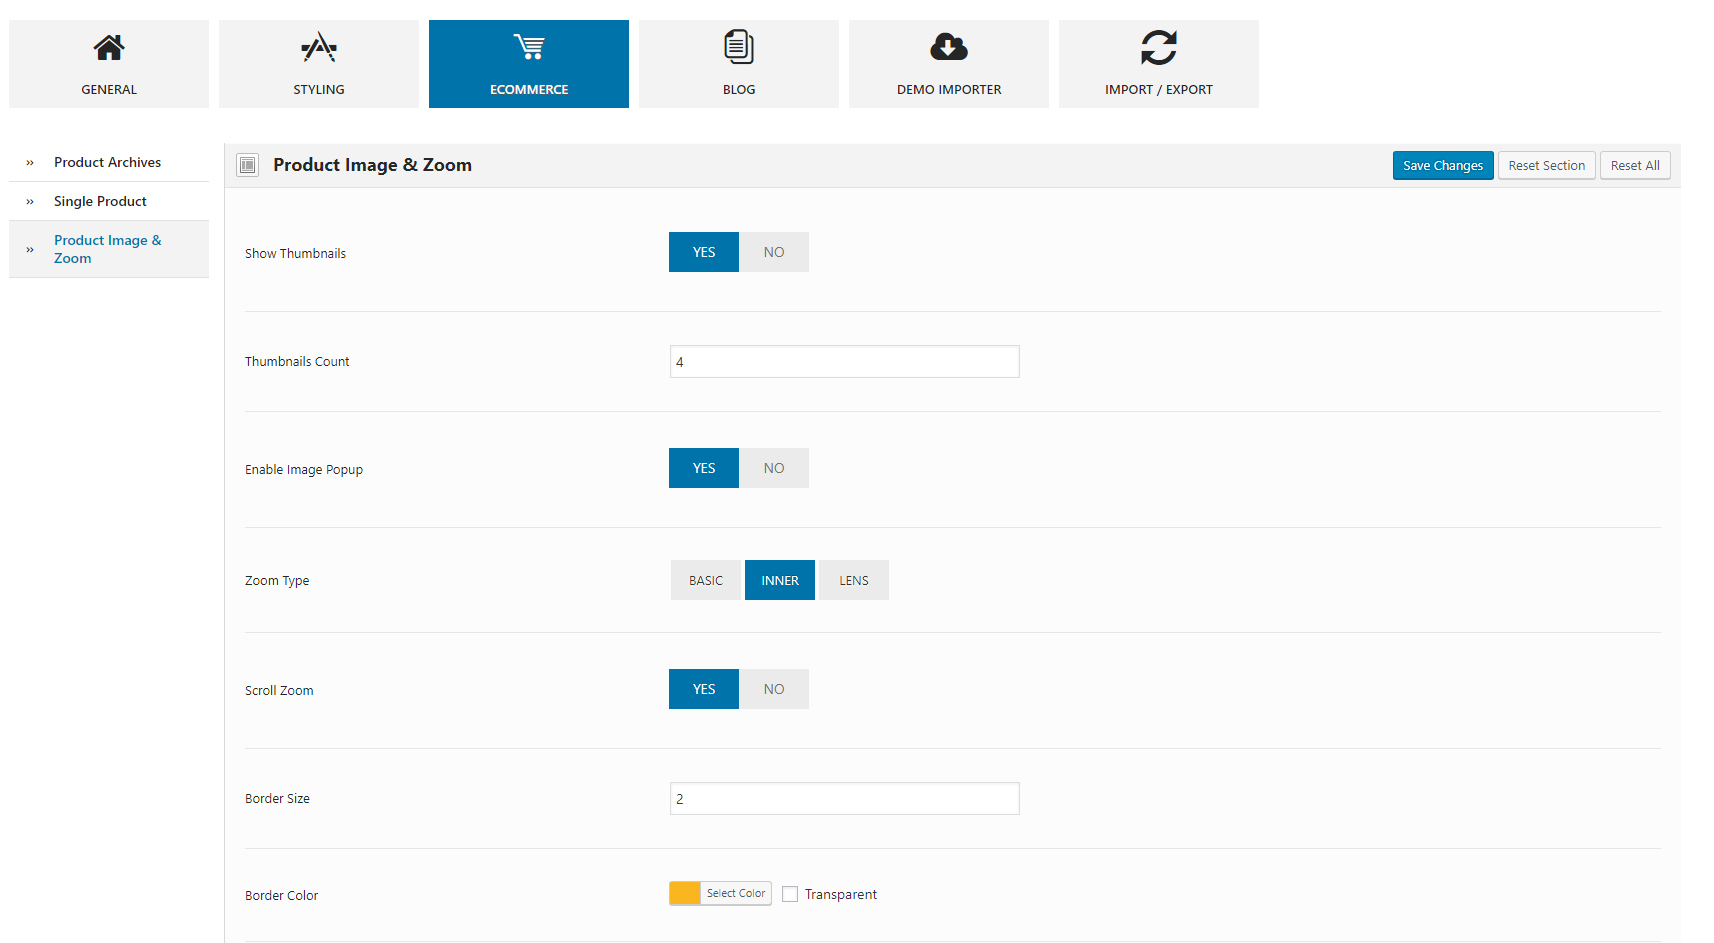 GENERAL
STYLING
ECOMMERCE
BLOG
DEMO IMPORTER
IMPORT / EXPORT
›› Product Archives
›› Single Product
›› Product Image &
Zoom
Product Image & Zoom
Save Changes
Reset Section
Reset All
Show Thumbnails
YES
NO
Thumbnails Count
4
Enable Image Popup
YES
NO
Zoom Type
BASIC
INNER
LENS
Scroll Zoom
YES
NO
Border Size
2
Border Color
Select Color
Transparent